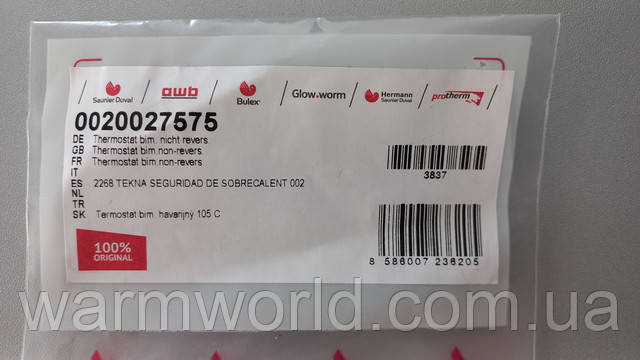 Saunier Duval awb Bulex Glow-worm Hermann Saunier Duval protherm
0020027575
DE Thermostat bim. nicht revers
GB Thermostat bim.non-revers.
FR Thermostat bim.non-revers
IT
ES 2268 TEKNA SEGURIDAD DE SOBRECALENT 002
NL
TR
SK Termostat bim. havarijný 105 C
3837
100%
ORIGINAL
8 586007 236205
warmworld.com.ua